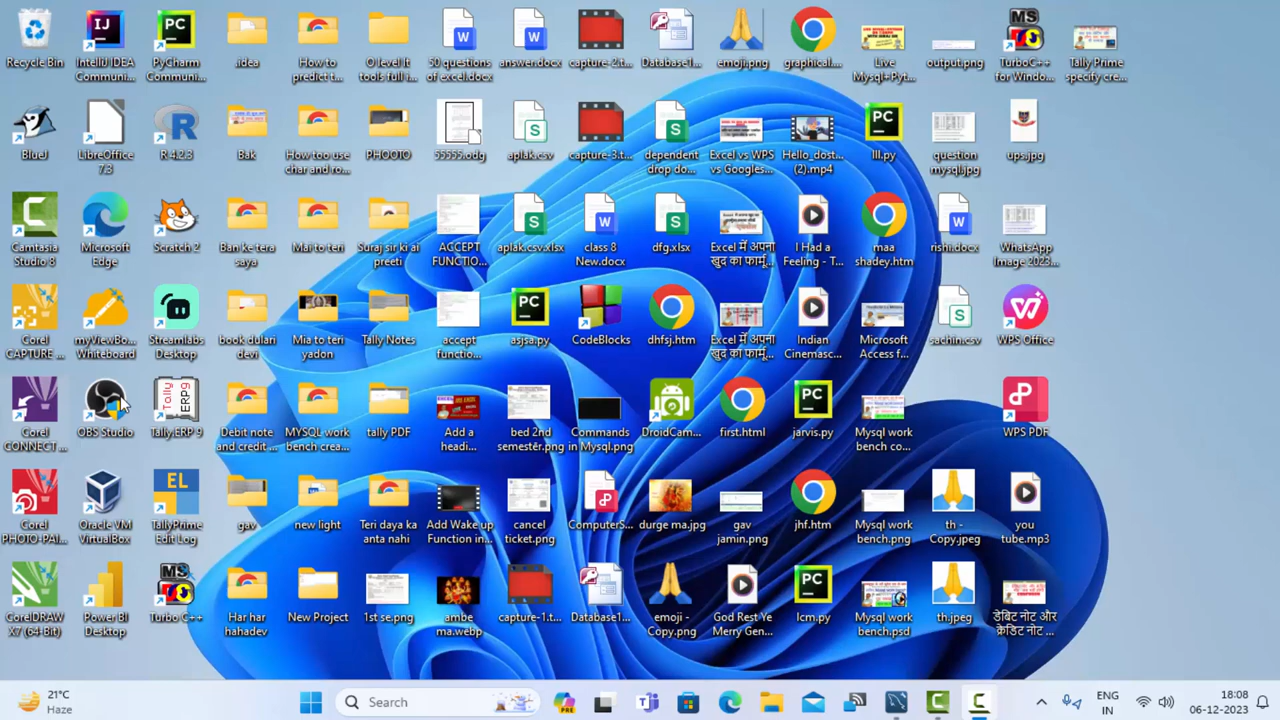 Recycle Bin
IntelliJ IDEA
Communi...
PyCharm
Communi...
.idea
How to
predict t...
O level It
tools full i...
50 questions
of excel.docx
answer.docx
capture-2.t...
Database1...
emoji.png
graphical....
Live
Mysql+Pyt...
output.png
TurboC++
for Windo...
Tally Prime
specify cre...
BlueJ
LibreOffice
7.3
R 4.2.3
Bak
How too use
char and ro...
PHOOTO
55555.odg
aplak.csv
capture-3.t...
dependent
drop do...
Excel vs WPS
vs Googles...
Hello_dost...
(2).mp4
lll.py
question
mysql.jpg
ups.jpg
Camtasia
Studio 8
Microsoft
Edge
Scratch 2
Ban ke tera
saya
Mai to teri
Suraj sir ki ai
preeti
ACCEPT
FUNCTIO...
aplak.csv.xlsx
class 8
New.docx
dfg.xlsx
Excel में अपना
खुद का फार्मू...
I Had a
Feeling - T...
maa
shadey.htm
rishi.docx
WhatsApp
Image 2023...
Corel
CAPTURE ...
myViewBo...
Whiteboard
Streamlabs
Desktop
book dulari
devi
Mia to teri
yadon
Tally Notes
accept
functio...
asjsa.py
CodeBlocks
dhfsj.htm
Excel में अपना
खुद का फार्मू...
Indian
Cinemasc...
Microsoft
Access f...
sachin.csv
WPS Office
Corel
CONNECT...
OBS Studio
Tally.ERP 9
Debit note
and credit ...
MYSQL work
bench crea...
tally PDF
Add a
headi...
bed 2nd
semester.png
Commands
in Mysql.png
DroidCam...
first.html
jarvis.py
Mysql work
bench co...
WPS PDF
Corel
PHOTO-PAI...
Oracle VM
VirtualBox
TallyPrime
Edit Log
gav
new light
Teri daya ka
anta nahi
Add Wake up
Function in...
cancel
ticket.png
ComputerS...
durge ma.jpg
gav
jamin.png
jhf.htm
Mysql work
bench.png
th -
Copy.jpeg
you
tube.mp3
CorelDRAW
X7 (64-Bit)
Power BI
Desktop
Turbo C++
Har har
hahadev
New Project
1st se.png
ambe
ma.webp
capture-1.t...
Database1...
emoji -
Copy.png
God Rest Ye
Merry Gen...
lcm.py
Mysql work
bench.psd
th.jpeg
डेबिट नोट और
क्रेडिट नोट ...
21°C
Haze
Search
PRE
ENG
IN
18:08
06-12-2023